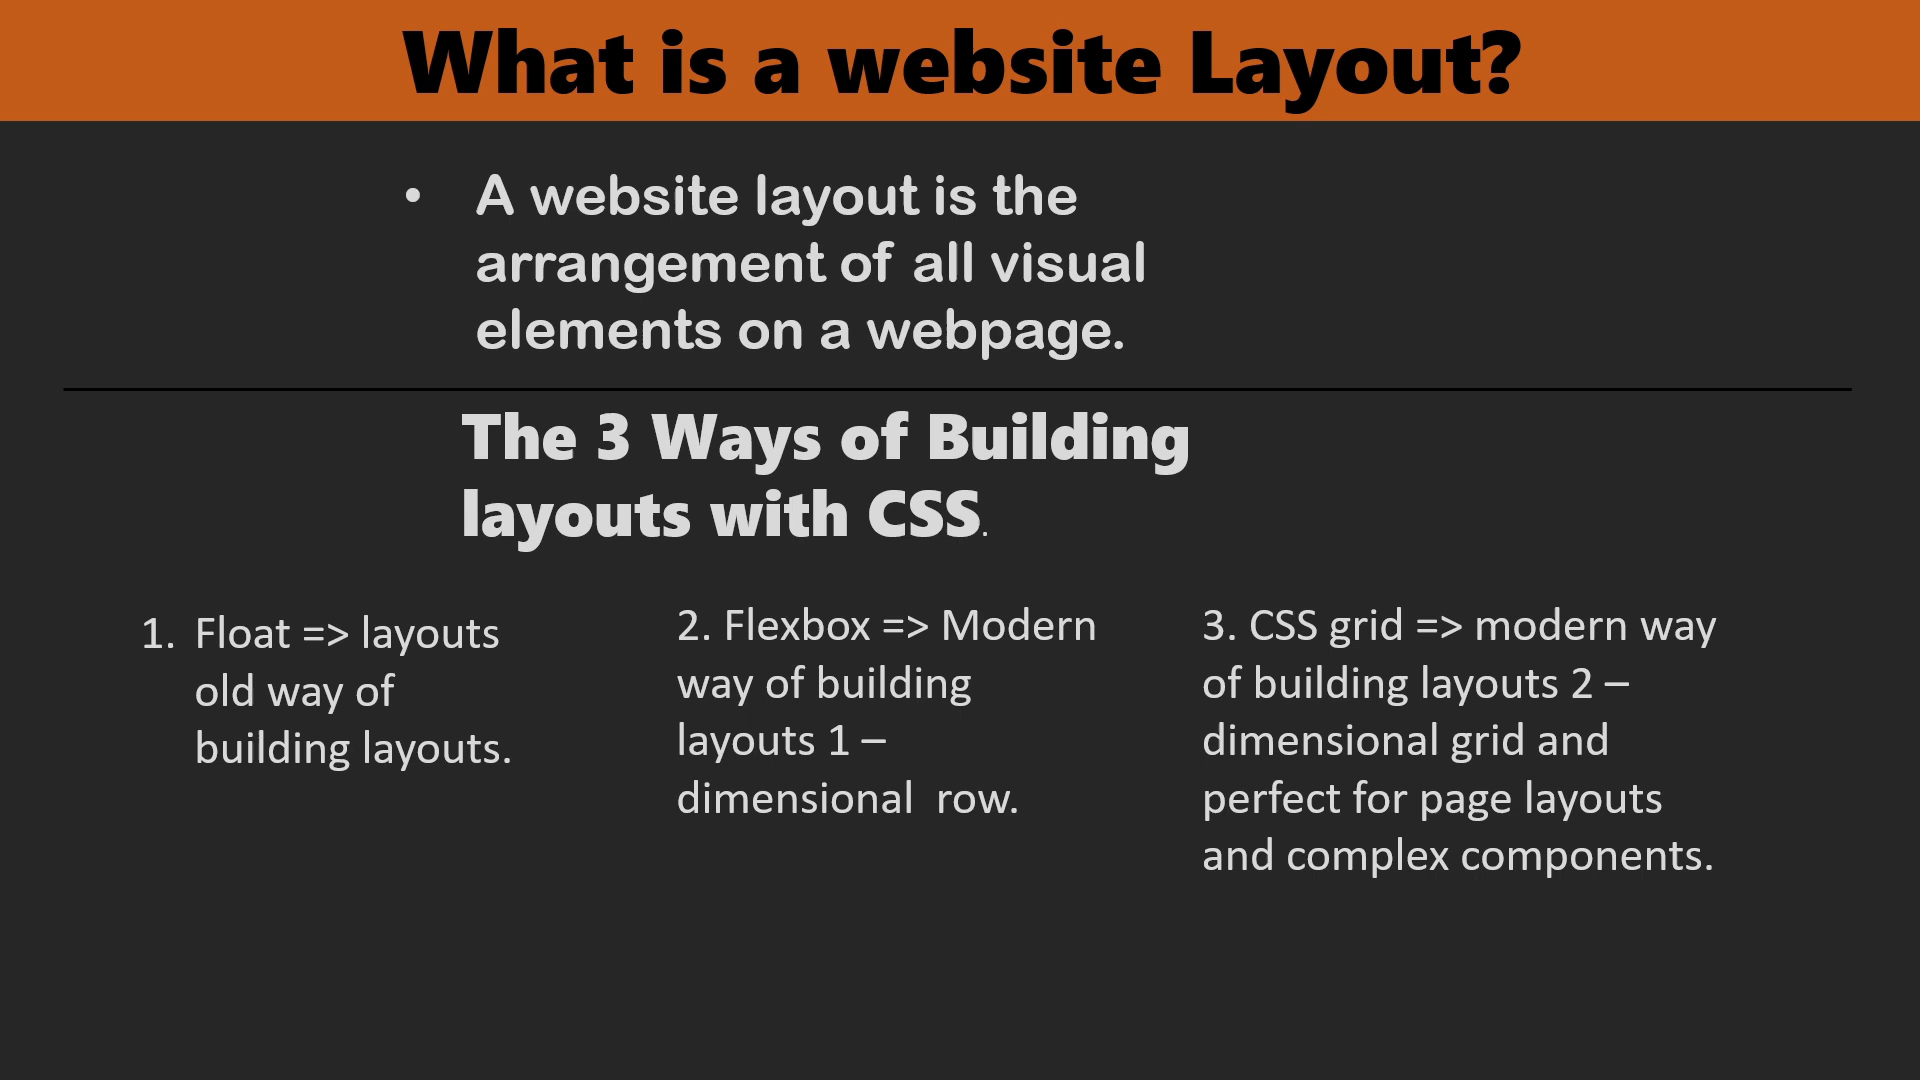 What is a website Layout?
• A website layout is the
arrangement of all visual
elements on a webpage.
The 3 Ways of Building
layouts with CSS.
1. Float => layouts
old way of
building layouts.
2. Flexbox => Modern
way of building
layouts 1 –
dimensional  row.
3. CSS grid => modern way
of building layouts 2 –
dimensional grid and
perfect for page layouts
and complex components.